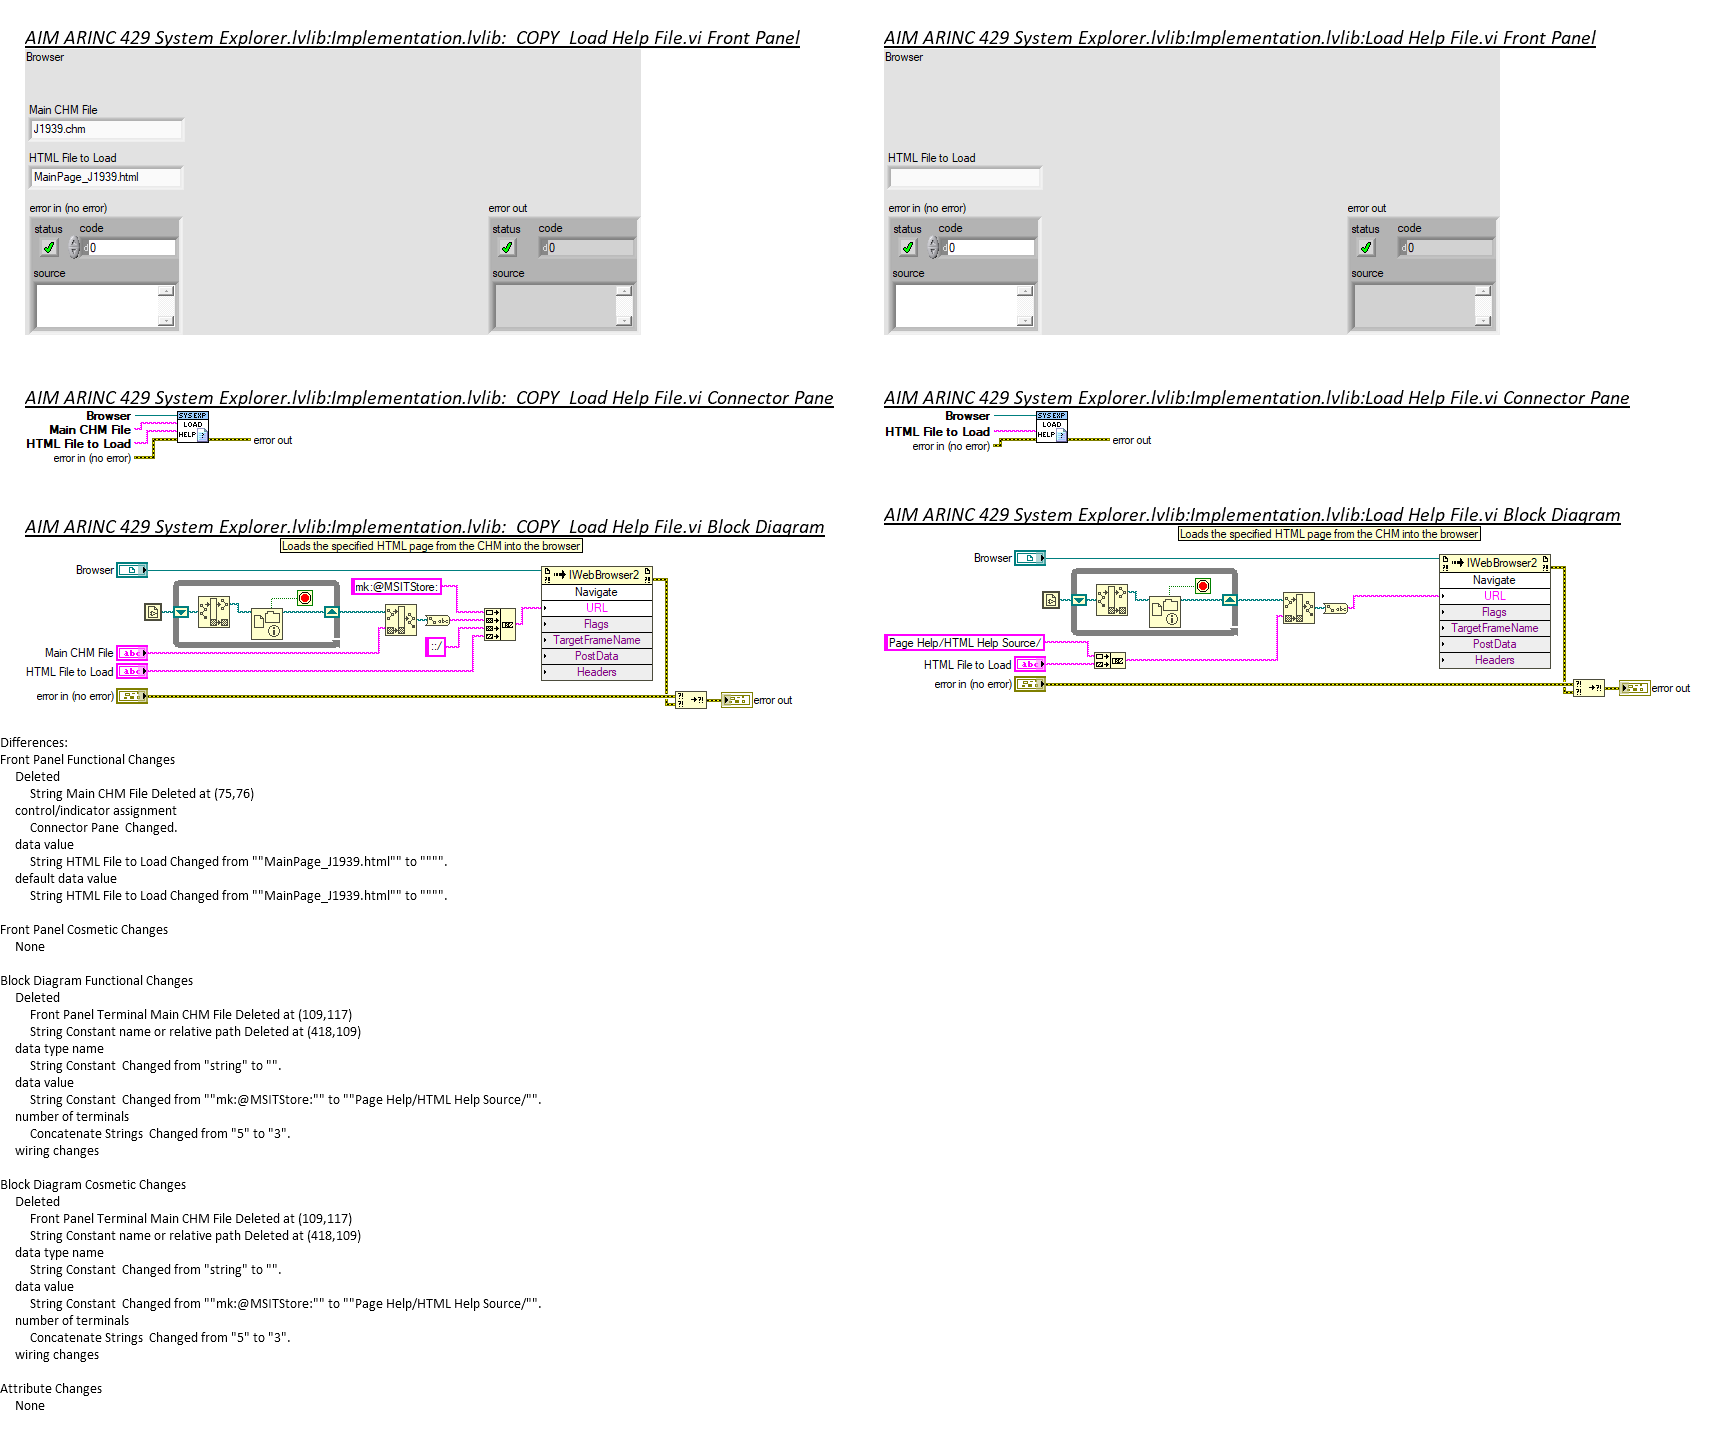 AIM ARINC 429 System Explorer.lvlib:Implementation.lvlib:  COPY  Load Help File.vi Front Panel
Browser
Main CHM File
J1939.chm
HTML File to Load
MainPage_J1939.html
error in (no error)
status
code
d0
source
error out
status
code
d0
source
AIM ARINC 429 System Explorer.lvlib:Implementation.lvlib:Load Help File.vi Front Panel
Browser
HTML File to Load
error in (no error)
status
code
d0
source
error out
status
code
d0
source
AIM ARINC 429 System Explorer.lvlib:Implementation.lvlib:  COPY  Load Help File.vi Connector Pane
Browser
Main CHM File
HTML File to Load
error in (no error)
SYS EXP
LOAD
HELP ?
error out
AIM ARINC 429 System Explorer.lvlib:Implementation.lvlib:Load Help File.vi Connector Pane
Browser
HTML File to Load
error in (no error)
SYS EXP
LOAD
HELP ?
error out
AIM ARINC 429 System Explorer.lvlib:Implementation.lvlib:  COPY  Load Help File.vi Block Diagram
Loads the specified HTML page from the CHM into the browser
Browser
mk:@MSITStore:
::/
Main CHM File
abc
HTML File to Load
abc
error in (no error)
IWebBrowser2
Navigate
URL
Flags
TargetFrameName
PostData
Headers
error out
AIM ARINC 429 System Explorer.lvlib:Implementation.lvlib:Load Help File.vi Block Diagram
Loads the specified HTML page from the CHM into the browser
Browser
Page Help/HTML Help Source/
HTML File to Load
abc
error in (no error)
IWebBrowser2
Navigate
URL
Flags
TargetFrameName
PostData
Headers
error out
Differences:
Front Panel Functional Changes
Deleted
String Main CHM File Deleted at (75,76)
control/indicator assignment
Connector Pane  Changed.
data value
String HTML File to Load Changed from ""MainPage_J1939.html"" to """".
default data value
String HTML File to Load Changed from ""MainPage_J1939.html"" to """".
Front Panel Cosmetic Changes
None
Block Diagram Functional Changes
Deleted
Front Panel Terminal Main CHM File Deleted at (109,117)
String Constant name or relative path Deleted at (418,109)
data type name
String Constant  Changed from "string" to "".
data value
String Constant  Changed from ""mk:@MSITStore:"" to ""Page Help/HTML Help Source/"".
number of terminals
Concatenate Strings  Changed from "5" to "3".
wiring changes
Block Diagram Cosmetic Changes
Deleted
Front Panel Terminal Main CHM File Deleted at (109,117)
String Constant name or relative path Deleted at (418,109)
data type name
String Constant  Changed from "string" to "".
data value
String Constant  Changed from ""mk:@MSITStore:"" to ""Page Help/HTML Help Source/"".
number of terminals
Concatenate Strings  Changed from "5" to "3".
wiring changes
Attribute Changes
None